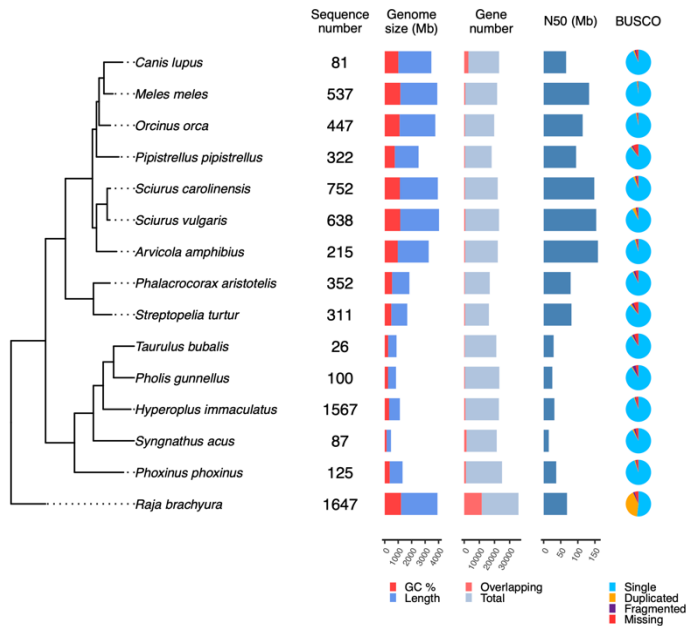 Sequence number
Genome size (Mb)
Gene number
N50 (Mb)
BUSCO
Canis lupus 81
Meles meles 537
Orcinus orca 447
Pipistrellus pipistrellus 322
Sciurus carolinensis 752
Sciurus vulgaris 638
Arvicola amphibius 215
Phalacrocorax aristotelis 352
Streptopelia turtur 311
Taurulus bubalis 26
Pholis gunnellus 100
Hyperoplus immaculatus 1567
Syngnathus acus 87
Phoxinus phoxinus 125
Raja brachyura 1647
0 1000 2000 3000 4000
0 10000 20000 30000
0 50 100 150
GC %
Length
Overlapping
Total
Single
Duplicated
Fragmented
Missing